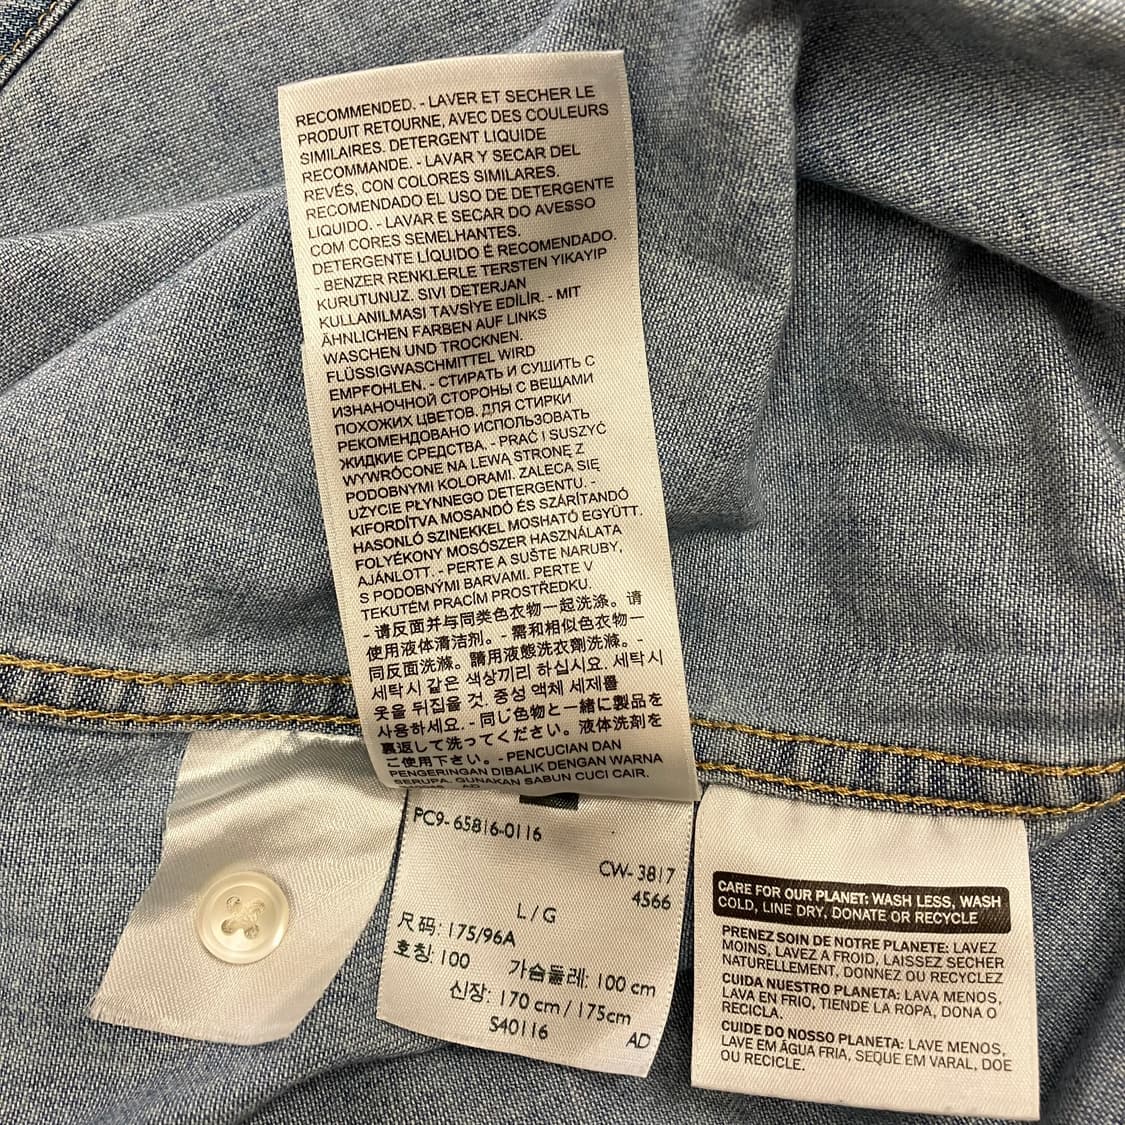 RECOMMENDED. - LAVER ET SECHER LE
PRODUIT RETOURNE, AVEC DES COULEURS
SIMILAIRES. DETERGENT LIQUIDE
RECOMMANDE. - LAVAR Y SECAR DEL
REVÉS, CON COLORES SIMILARES.
RECOMENDADO EL USO DE DETERGENTE
LIQUIDO. - LAVAR E SECAR DO AVESSO
COM CORES SEMELHANTES.
DETERGENTE LÍQUIDO É RECOMENDADO.
- BENZER RENKLERLE TERSTEN YIKAYIP
KURUTUNUZ. SIVI DETERJAN
KULLANILMASI TAVSİYE EDİLİR. - MIT
ÄHNLICHEN FARBEN AUF LINKS
WASCHEN UND TROCKNEN.
FLÜSSIGWASCHMITTEL WIRD
EMPFOHLEN. - СТИРАТЬ И СУШИТЬ С
ИЗНАНОЧНОЙ СТОРОНЫ С ВЕЩАМИ
ПОХОЖИХ ЦВЕТОВ. ДЛЯ СТИРКИ
РЕКОМЕНДОВАНО ИСПОЛЬЗОВАТЬ
ЖИДКИЕ СРЕДСТВА. - PRAĆ I SUSZYĆ
WYWRÓCONE NA LEWĄ STRONĘ Z
PODOBNYMI KOLORAMI. ZALECA SIĘ
UŻYCIE PŁYNNEGO DETERGENTU. -
KIFORDÍTVA MOSANDÓ ÉS SZÁRÍTANDÓ
HASONLÓ SZINEKKEL MOSHATÓ EGYÜTT.
FOLYÉKONY MOSÓSZER HASZNÁLATA
AJÁNLOTT. - PERTE A SUŠTE NARUBY,
S PODOBNÝMI BARVAMI. PERTE V
TEKUTÉM PRACÍM PROSTŘEDKU.
- 请反面并与同类色衣物一起洗涤。请
使用液体清洁剂。- 需和相似色衣物一
同反面洗滌。請用液態洗衣劑洗滌。-
세탁시 같은 색상끼리 하십시요. 세탁시
옷을 뒤집을 것. 중성 액체 세제를
사용하세요. - 同じ色物と一緒に製品を
裏返して洗ってください。液体洗剤を
ご使用下さい。- PENCUCIAN DAN
PENGERINGAN DIBALIK DENGAN WARNA
SERUPA. GUNAKAN SABUN CUCI CAIR.
AD
PC9-65816-0116
CW-3817
4566
L/G
尺码: 175/96A
호칭: 100 가슴둘레: 100 cm
신장: 170 cm / 175cm
S40116 AD
CARE FOR OUR PLANET: WASH LESS, WASH
COLD, LINE DRY, DONATE OR RECYCLE
PRENEZ SOIN DE NOTRE PLANETE: LAVEZ
MOINS, LAVEZ A FROID, LAISSEZ SECHER
NATURELLEMENT, DONNEZ OU RECYCLEZ
CUIDA NUESTRO PLANETA: LAVA MENOS,
LAVA EN FRIO, TIENDE LA ROPA, DONA O
RECICLA.
CUIDE DO NOSSO PLANETA: LAVE MENOS,
LAVE EM ÁGUA FRIA, SEQUE EM VARAL, DOE
OU RECICLE.